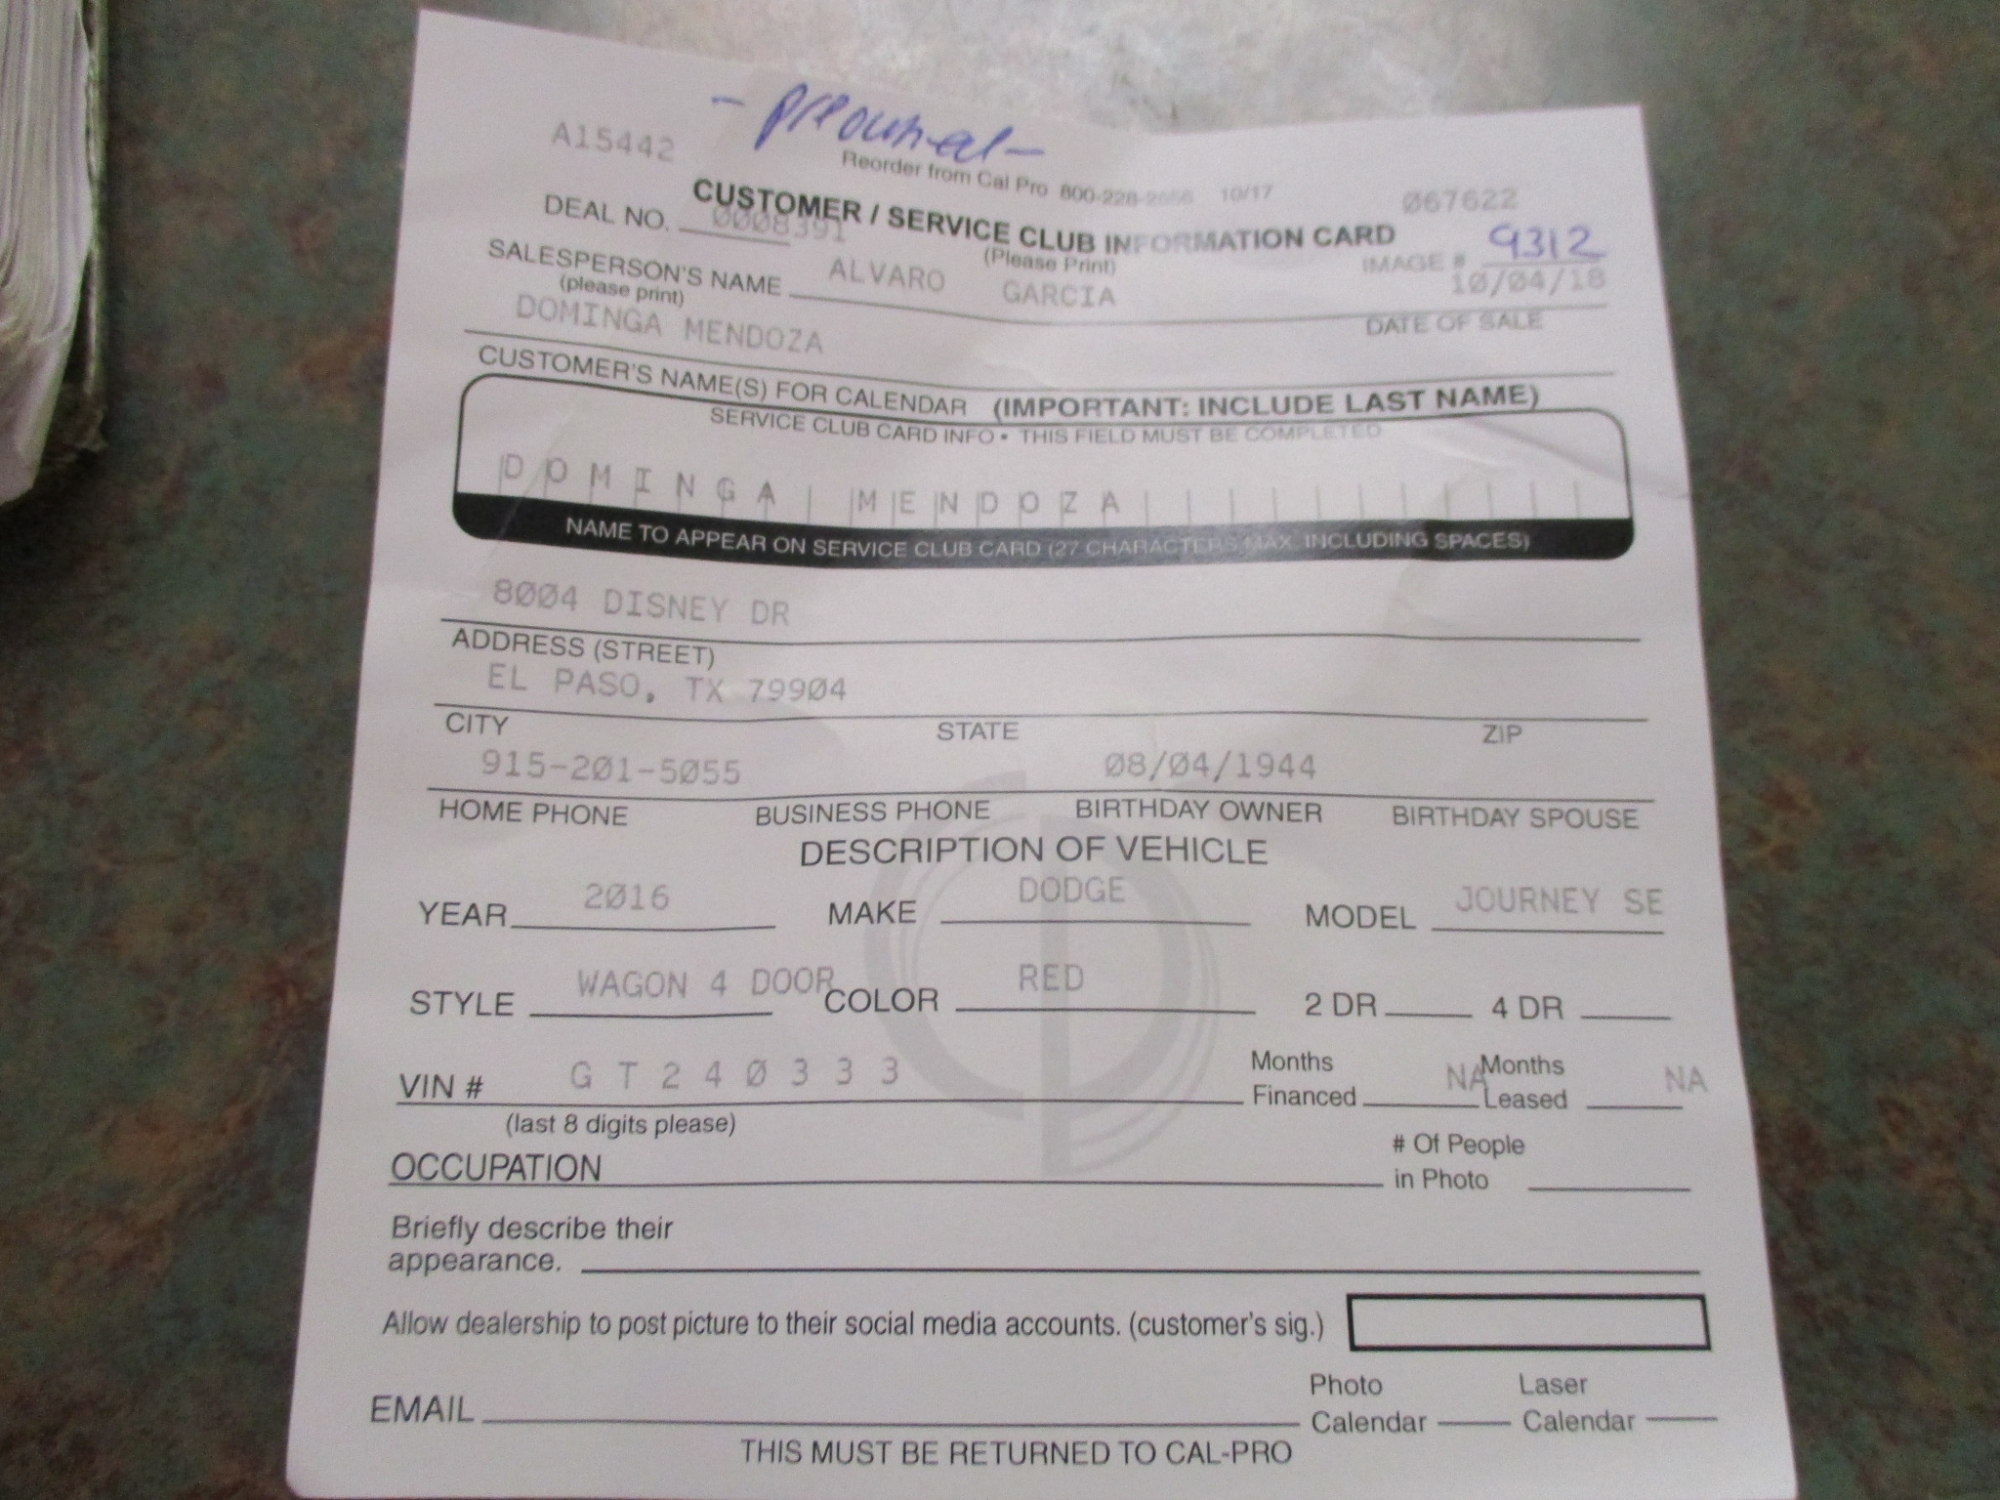 A15442
Reorder from Cal Pro 800-228- 10/17
067622
CUSTOMER / SERVICE CLUB INFORMATION CARD
(Please Print)
DEAL NO. 0008391
IMAGE # 9312
SALESPERSON'S NAME ALVARO GARCIA
(please print)
10/04/18
DATE OF SALE
DOMINGA MENDOZA
CUSTOMER'S NAME(S) FOR CALENDAR (IMPORTANT: INCLUDE LAST NAME)
SERVICE CLUB CARD INFO • THIS FIELD MUST BE COMPLETED
DOMINGA MENDOZA
NAME TO APPEAR ON SERVICE CLUB CARD (27 CHARACTERS MAX. INCLUDING SPACES)
8004 DISNEY DR
ADDRESS (STREET)
EL PASO, TX 79904
CITY STATE ZIP
915-201-5055 08/04/1944
HOME PHONE BUSINESS PHONE BIRTHDAY OWNER BIRTHDAY SPOUSE
DESCRIPTION OF VEHICLE
YEAR 2016 MAKE DODGE MODEL JOURNEY SE
STYLE WAGON 4 DOOR COLOR RED 2 DR 4 DR
VIN # G T 2 4 0 3 3 3 Months Financed NA Months Leased NA
(last 8 digits please)
OCCUPATION # Of People in Photo
Briefly describe their
appearance.
Allow dealership to post picture to their social media accounts. (customer's sig.)
EMAIL Photo Calendar Laser Calendar
THIS MUST BE RETURNED TO CAL-PRO